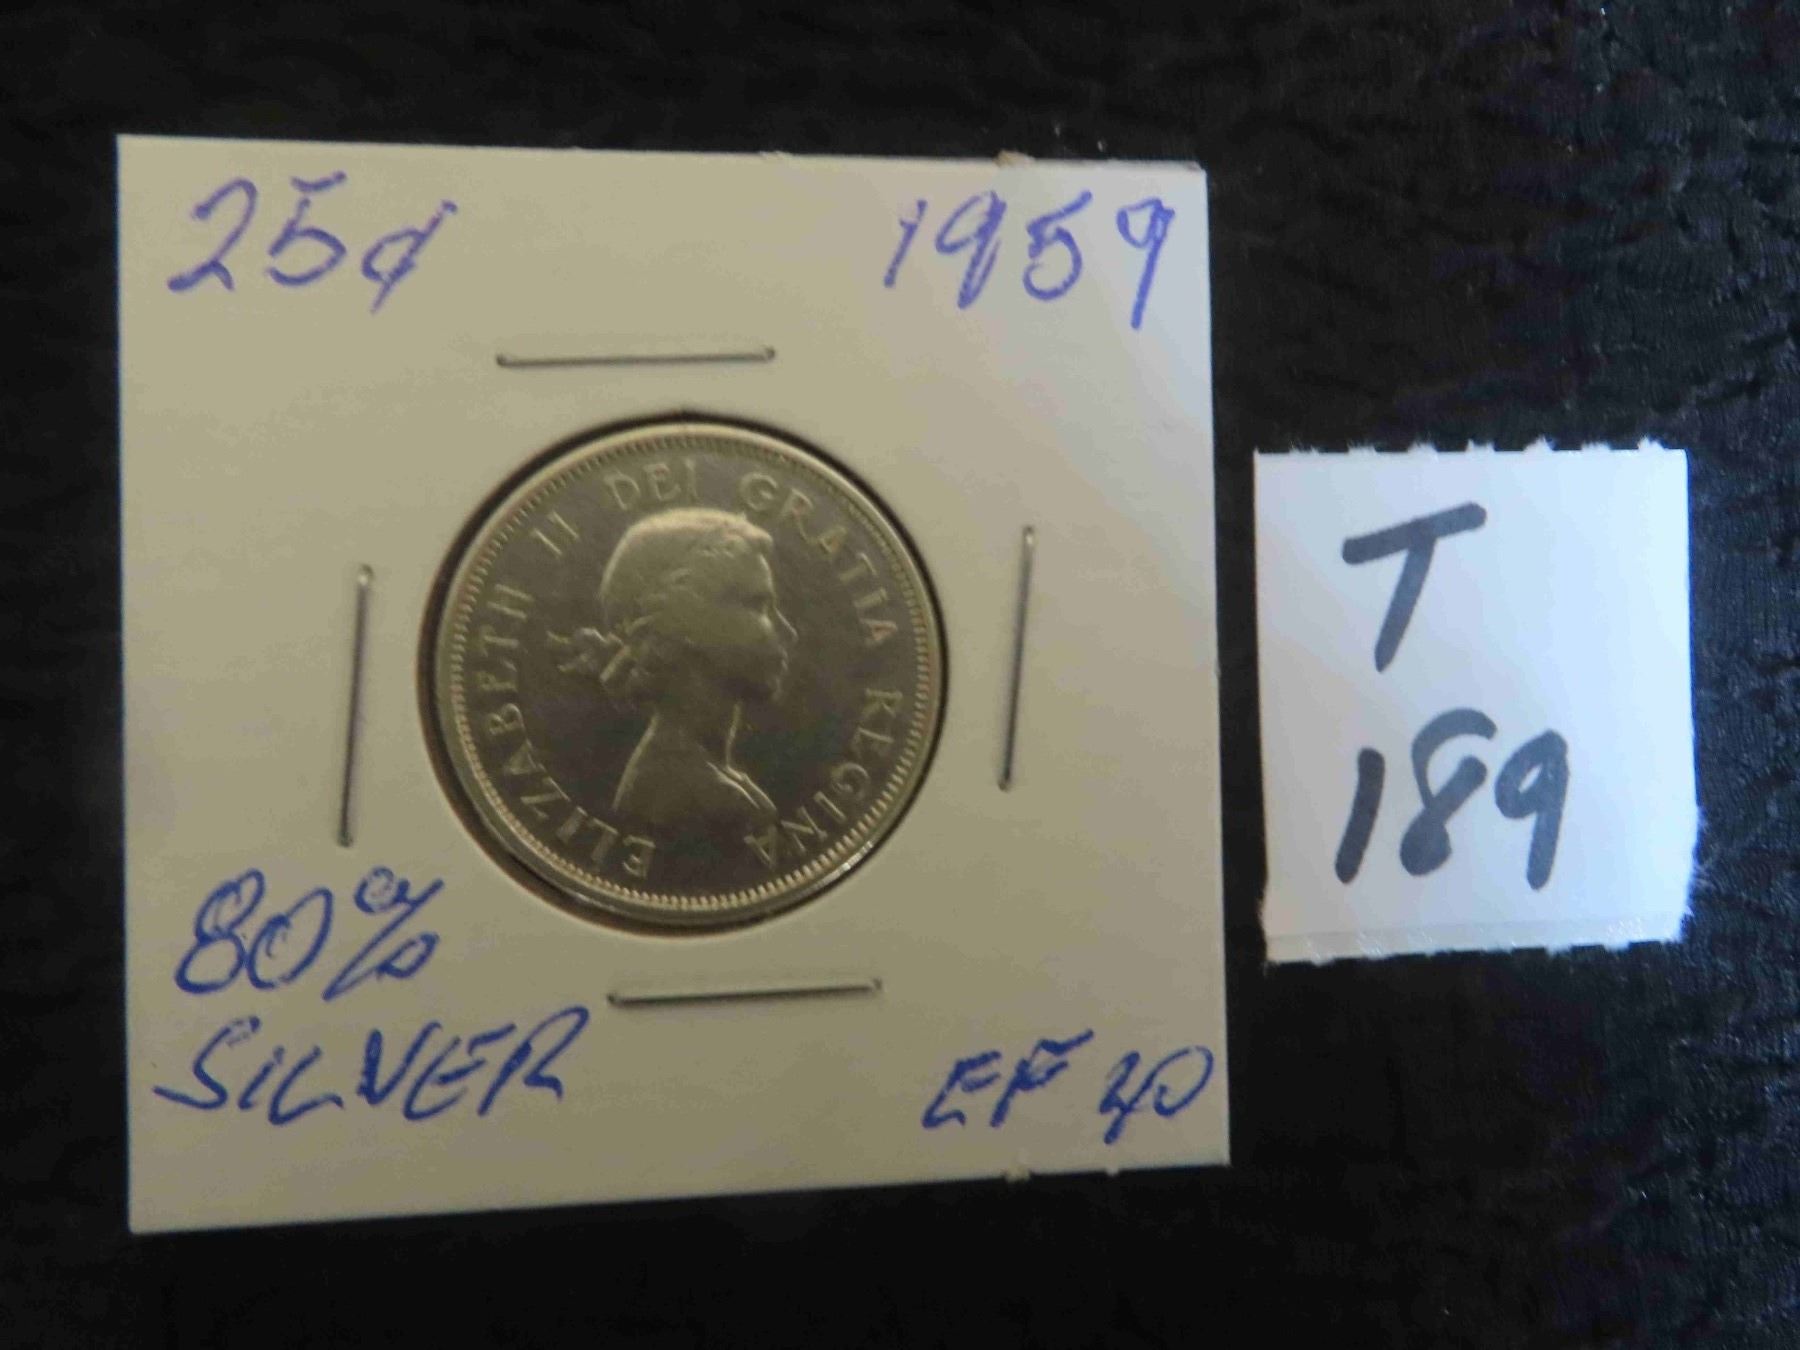 25¢ 1959
ELIZABETH II DEI GRATIA REGINA
80%
SILVER
EF 40
T
189